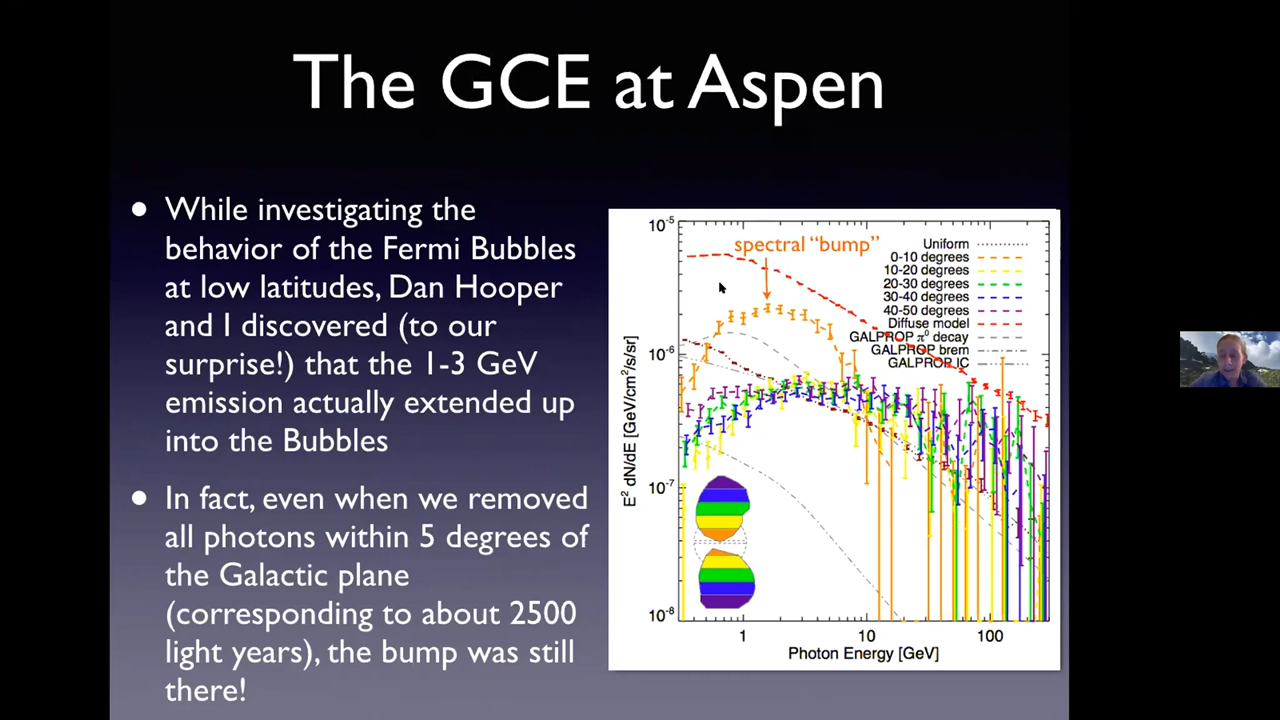 The GCE at Aspen
• While investigating the
behavior of the Fermi Bubbles
at low latitudes, Dan Hooper
and I discovered (to our
surprise!) that the 1-3 GeV
emission actually extended up
into the Bubbles
• In fact, even when we removed
all photons within 5 degrees of
the Galactic plane
(corresponding to about 2500
light years), the bump was still
there!
spectral “bump”
Uniform
0-10 degrees
10-20 degrees
20-30 degrees
30-40 degrees
40-50 degrees
Diffuse model
GALPROP π⁰ decay
GALPROP brem
GALPROP IC
10⁻⁵
10⁻⁶
10⁻⁷
10⁻⁸
E² dN/dE [GeV/cm²/s/sr]
1 10 100
Photon Energy [GeV]